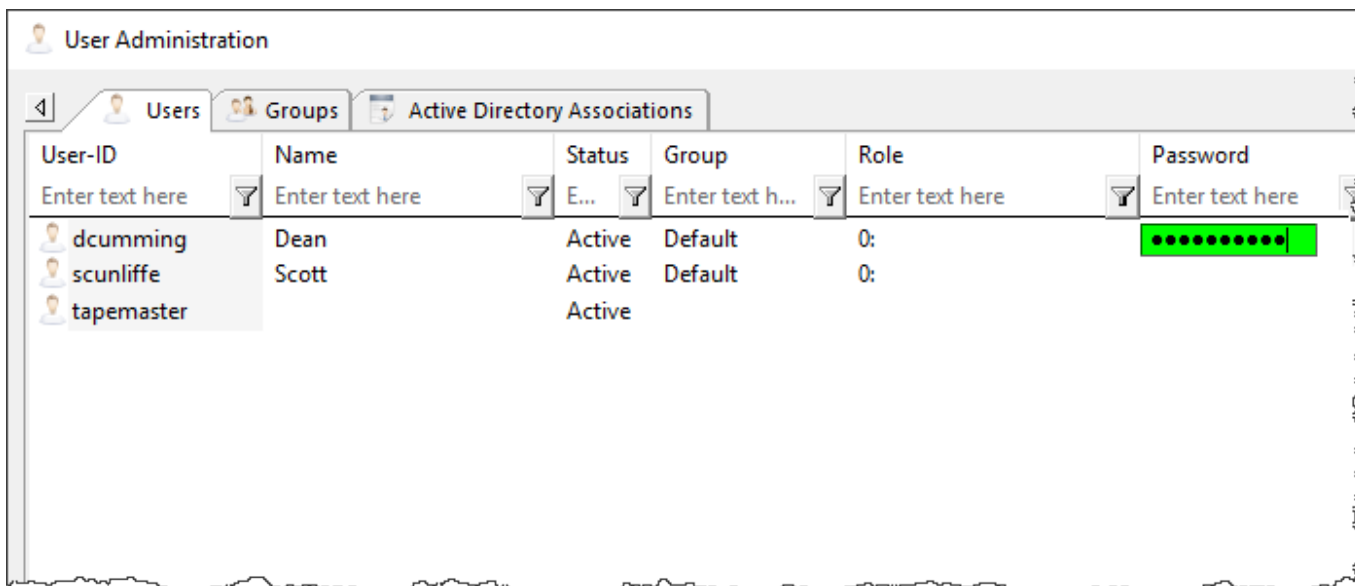 User Administration
Users Groups Active Directory Associations
User-ID Name Status Group Role Password
Enter text here Enter text here E... Enter text h... Enter text here Enter text here
dcumming Dean Active Default 0: ●●●●●●●●●●
scunliffe Scott Active Default 0:
tapemaster Active